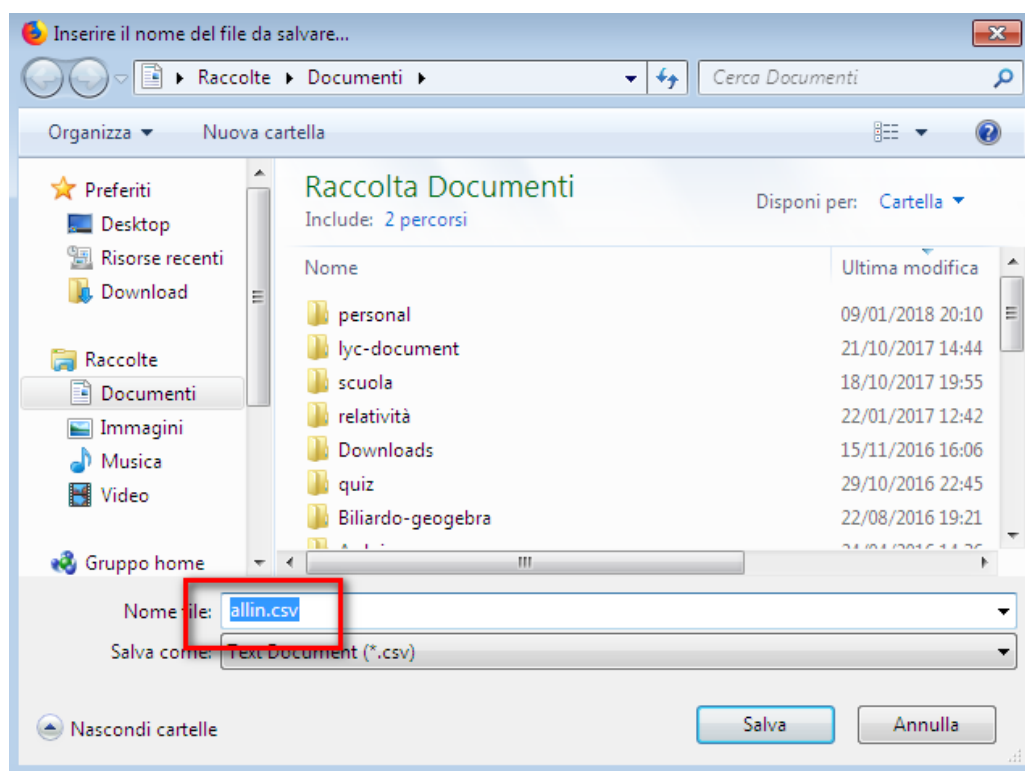 Inserire il nome del file da salvare...
Raccolte Documenti
Cerca Documenti
Organizza Nuova cartella
Preferiti
Desktop
Risorse recenti
Download
Raccolte
Documenti
Immagini
Musica
Video
Gruppo home
Raccolta Documenti
Include: 2 percorsi
Disponi per: Cartella
Nome Ultima modifica
personal 09/01/2018 20:10
lyc-document 21/10/2017 14:44
scuola 18/10/2017 19:55
relatività 22/01/2017 12:42
Downloads 15/11/2016 16:06
quiz 29/10/2016 22:45
Biliardo-geogebra 22/08/2016 19:21
Nome file: allin.csv
Salva come: Text Document (*.csv)
Nascondi cartelle
Salva Annulla